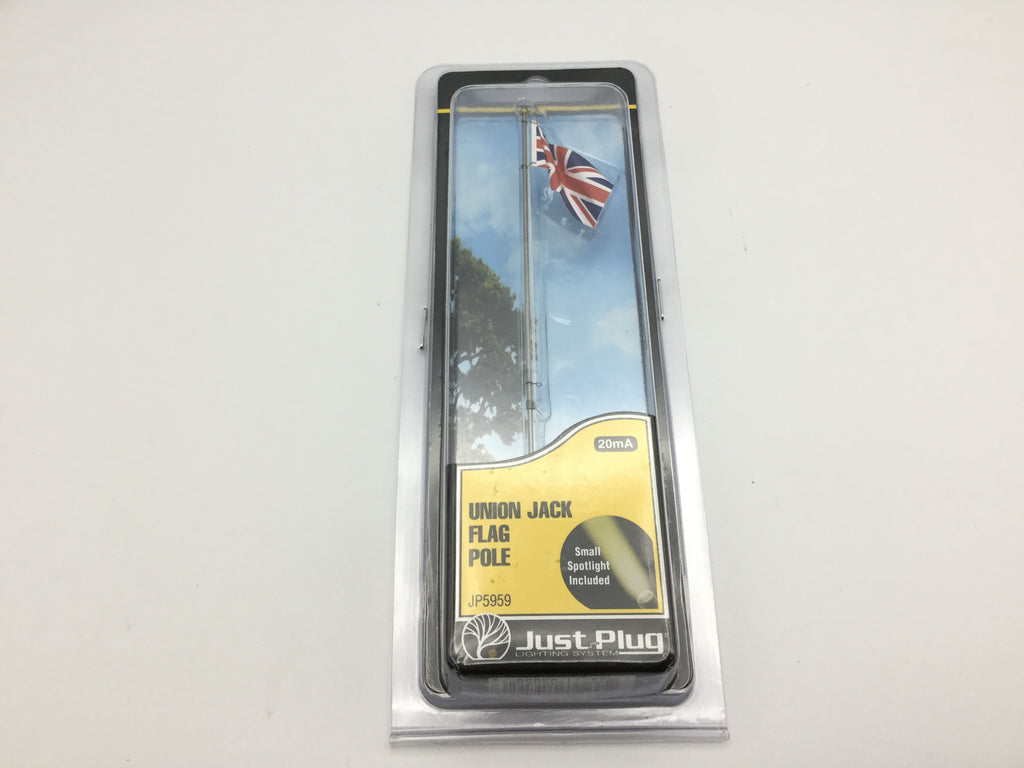 20mA
UNION JACK
FLAG
POLE
Small
Spotlight
Included
JP5959
Just Plug
LIGHTING SYSTEM